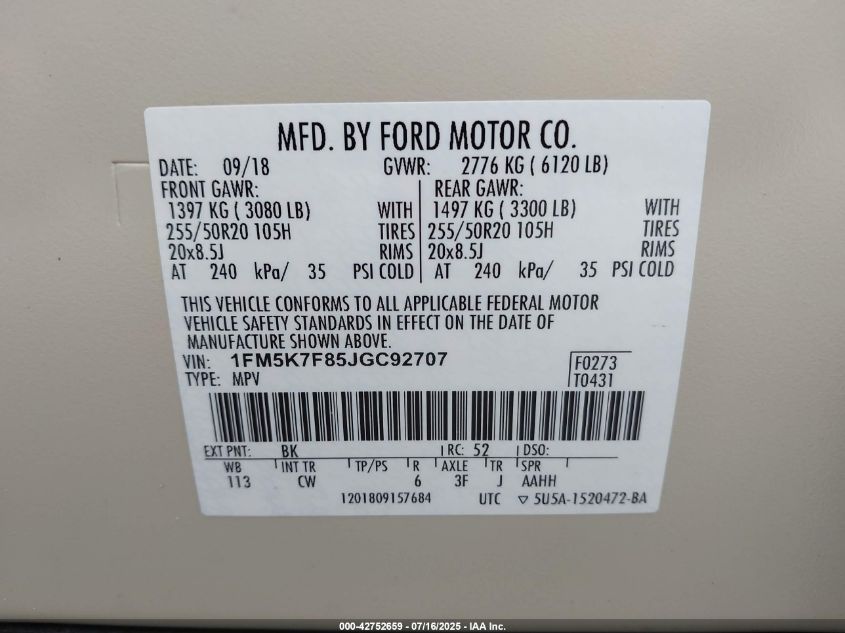 MFD. BY FORD MOTOR CO.
DATE: 09/18 GVWR: 2776 KG ( 6120 LB)
FRONT GAWR: REAR GAWR:
1397 KG ( 3080 LB) WITH 1497 KG ( 3300 LB) WITH
255/50R20 105H TIRES 255/50R20 105H TIRES
20x8.5J RIMS 20x8.5J RIMS
AT 240 kPa/ 35 PSI COLD AT 240 kPa/ 35 PSI COLD
THIS VEHICLE CONFORMS TO ALL APPLICABLE FEDERAL MOTOR
VEHICLE SAFETY STANDARDS IN EFFECT ON THE DATE OF
MANUFACTURE SHOWN ABOVE.
VIN: 1FM5K7F85JGC92707 F0273
TYPE: MPV T0431
EXT PNT: BK RC: 52 DSO:
WB INT TR TP/PS R AXLE TR SPR
113 CW 6 3F J AAHH
1201809157684 UTC ▽ 5U5A-1520472-BA
000-42752659 - 07/16/2025 - IAA Inc.